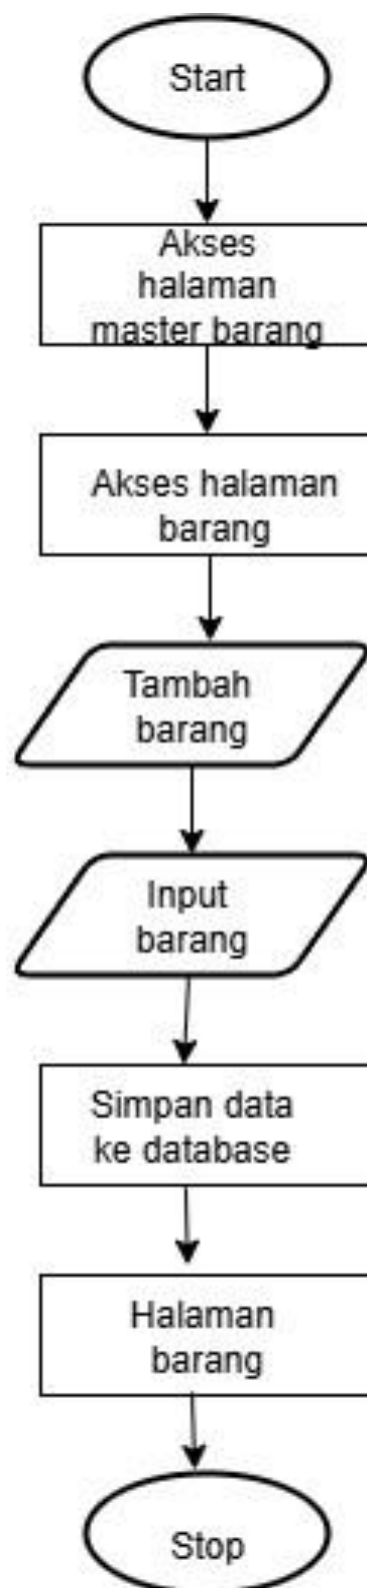 Start
Akses
halaman
master barang
Akses halaman
barang
Tambah
barang
Input
barang
Simpan data
ke database
Halaman
barang
Stop